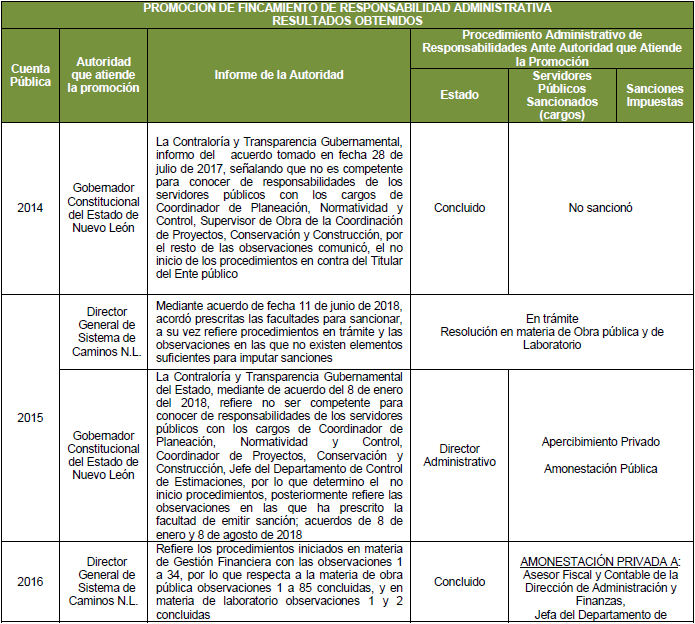 PROMOCION DE FINCAMIENTO DE RESPONSABILIDAD ADMINISTRATIVA
RESULTADOS OBTENIDOS
Cuenta
Pública
Autoridad
que atiende
la promoción
Informe de la Autoridad
Procedimiento Administrativo de
Responsabilidades Ante Autoridad que Atiende
la Promoción
Estado
Servidores
Públicos
Sancionados
(cargos)
Sanciones
Impuestas
2014
Gobernador
Constitucional
del Estado de
Nuevo León
La Contraloría y Transparencia Gubernamental,
informo del acuerdo tomado en fecha 28 de
julio de 2017, señalando que no es competente
para conocer de responsabilidades de los
servidores públicos con los cargos de
Coordinador de Planeación, Normatividad y
Control, Supervisor de Obra de la Coordinación
de Proyectos, Conservación y Construcción, por
el resto de las observaciones comunicó, el no
inicio de los procedimientos en contra del Titular
del Ente público
Concluido
No sancionó
2015
Director
General de
Sistema de
Caminos N.L.
Mediante acuerdo de fecha 11 de junio de 2018,
acordó prescritas las facultades para sancionar,
a su vez refiere procedimientos en trámite y las
observaciones en las que no existen elementos
suficientes para imputar sanciones
En trámite
Resolución en materia de Obra pública y de
Laboratorio
Gobernador
Constitucional
del Estado de
Nuevo León
La Contraloría y Transparencia Gubernamental
del Estado, mediante de acuerdo del 8 de enero
del 2018, refiere no ser competente para
conocer de responsabilidades de los servidores
públicos con los cargos de Coordinador de
Planeación, Normatividad y Control,
Coordinador de Proyectos, Conservación y
Construcción, Jefe del Departamento de Control
de Estimaciones, por lo que determino el no
inicio procedimientos, posteriormente refiere las
observaciones en las que ha prescrito la
facultad de emitir sanción; acuerdos de 8 de
enero y 8 de agosto de 2018
Director
Administrativo
Apercibimiento Privado
Amonestación Pública
2016
Director
General de
Sistema de
Caminos N.L.
Refiere los procedimientos iniciados en materia
de Gestión Financiera con las observaciones 1
a 34, por lo que respecta a la materia de obra
pública observaciones 1 a 85 concluidas, y en
materia de laboratorio observaciones 1 y 2
concluidas
Concluido
AMONESTACIÓN PRIVADA A:
Asesor Fiscal y Contable de la
Dirección de Administración y
Finanzas,
Jefa del Departamento de